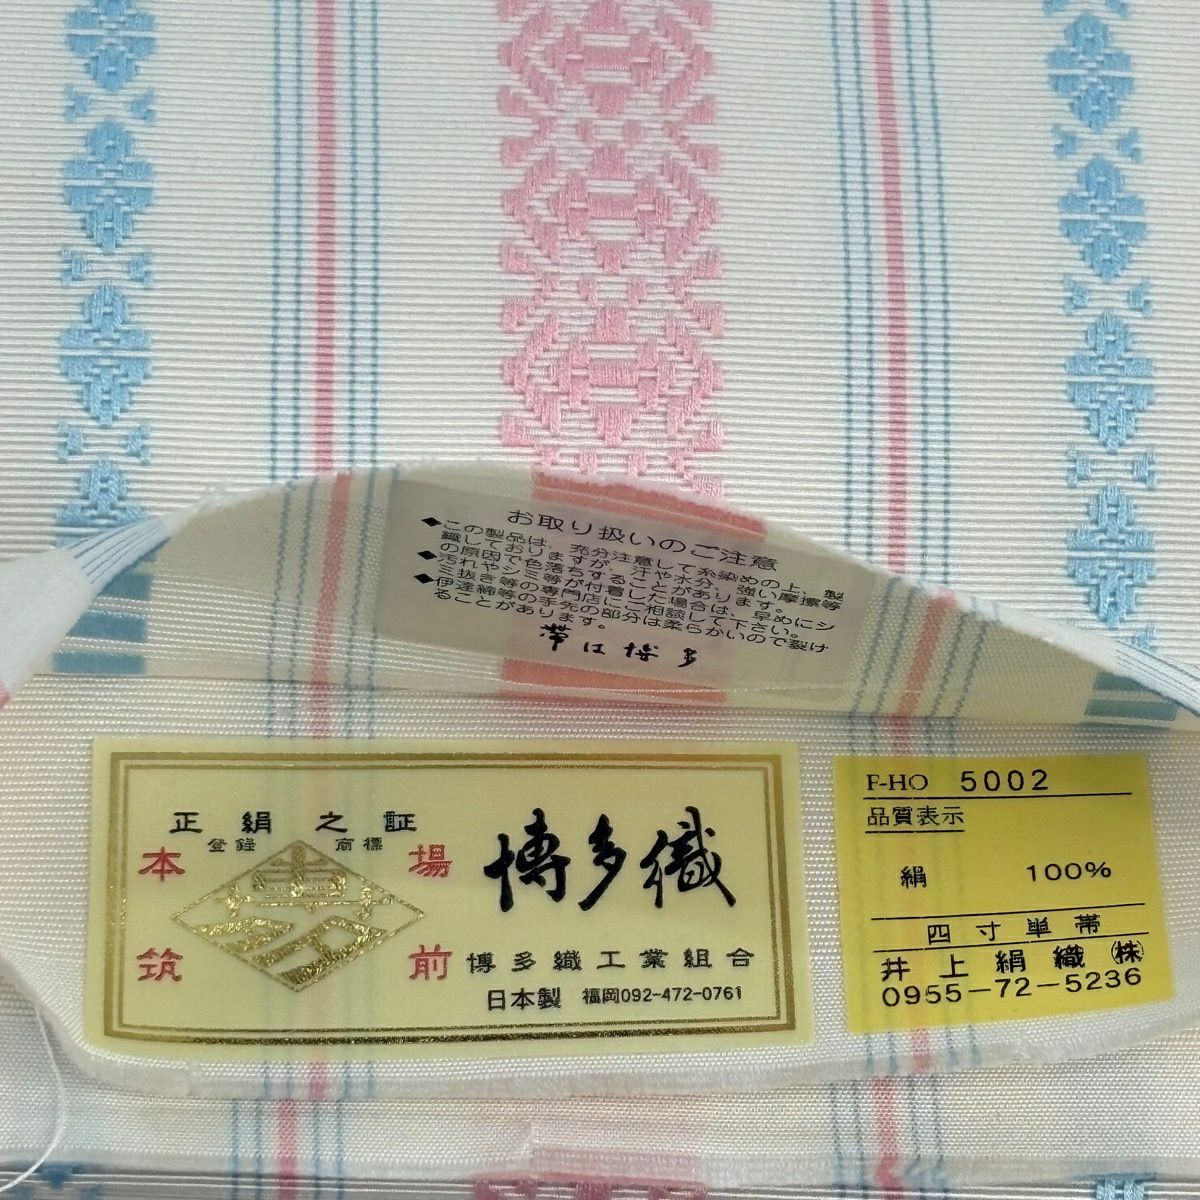 お取り扱いのご注意
◆この製品は、充分注意して糸染めの上、製
織しておりますが、汗や水分、強い摩擦等
の原因で色落ちすることがあります。
◆汚れやシミ等が付着した場合は、早めにシ
ミ抜き等の専門店にご相談して下さい。
◆伊達締等の手先の部分は柔らかいので裂け
ることがあります。
帯は博多
正絹之証
登録 商標
本 場
筑 前
博多織
博多織工業組合
日本製 福岡092-472-0761
F-HO 5002
品質表示
絹 100%
四寸単帯
井上絹織㈱
0955-72-5236